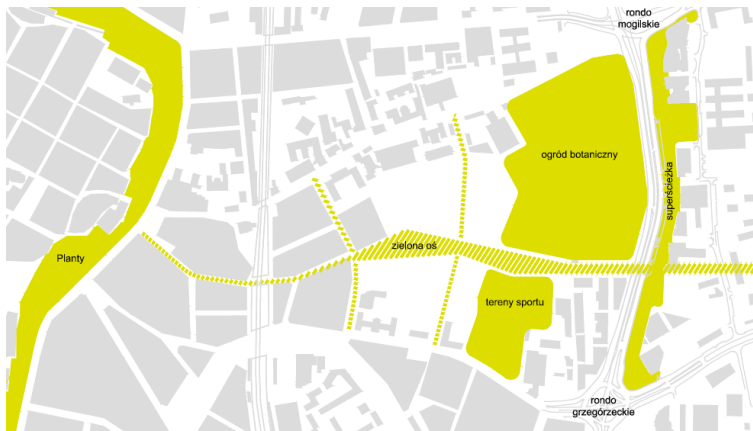 rondo
mogilskie
ogród botaniczny
superścieżka
zielona oś
Planty
tereny sportu
rondo
grzegórzeckie